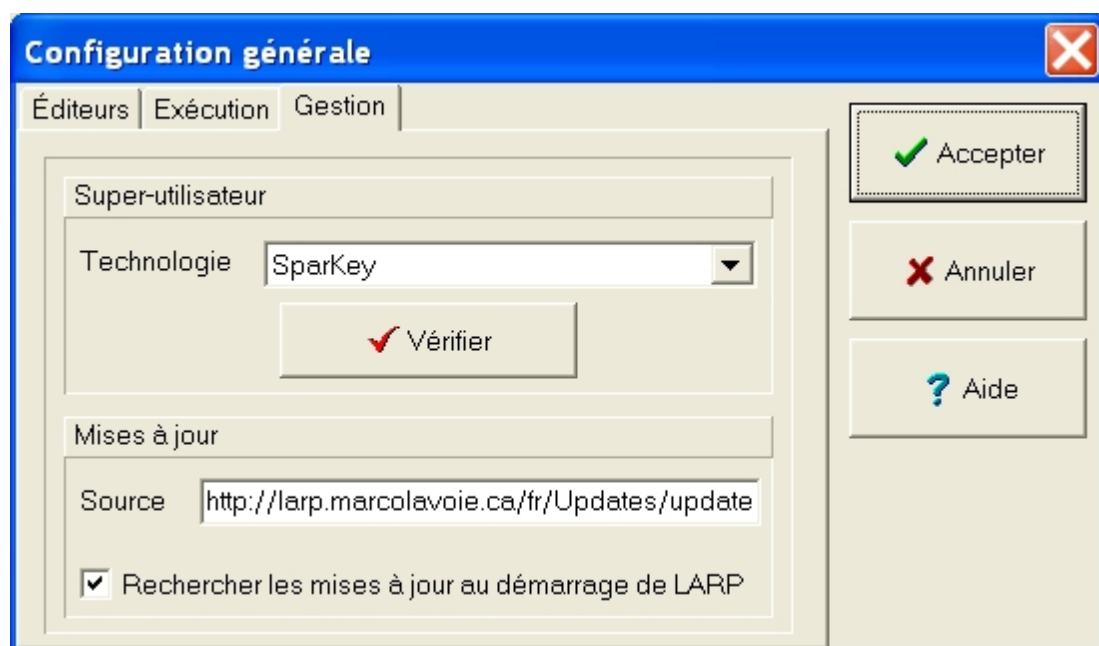 Configuration générale
Éditeurs Exécution Gestion
Accepter
Super-utilisateur
Technologie SparKey
Annuler
Vérifier
Aide
Mises à jour
Source http://larp.marcolavoie.ca/fr/Updates/update
Rechercher les mises à jour au démarrage de LARP